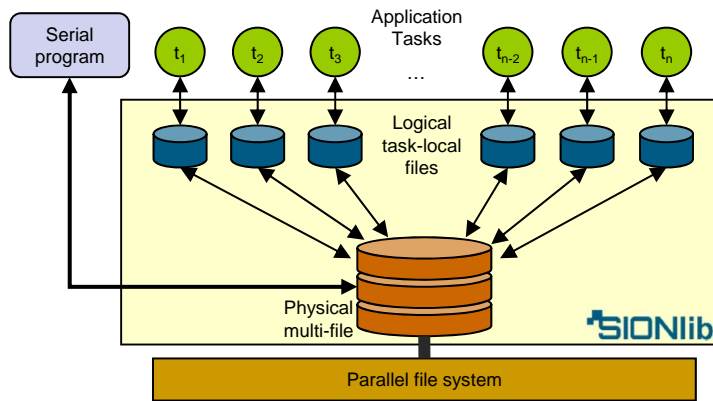 Serial
program
t1
t2
t3
Application
Tasks
...
tn-2
tn-1
tn
Logical
task-local
files
Physical
multi-file
SIONlib
Parallel file system